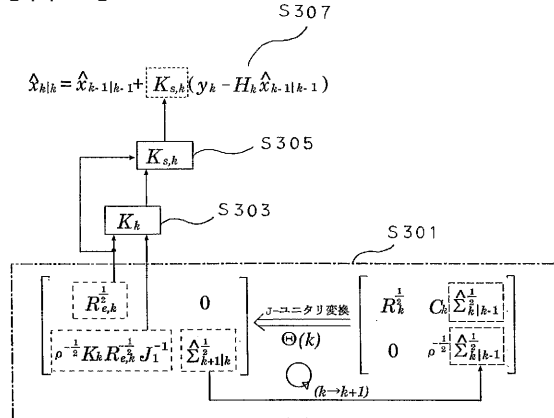 S307
x̂_{k|k} = x̂_{k-1|k-1} + K_{s,k}(y_k − H_k x̂_{k-1|k-1})
S305
K_{s,k}
S303
K_k
S301
R_{e,k}^{1/2} 0
ρ^{-1/2} K_k R_{e,k}^{-1/2} J_1^{-1} Σ̂_{k+1|k}^{1/2}
J-ユニタリ変換
Θ(k)
R_k^{1/2} C_k Σ̂_{k|k-1}^{1/2}
0 ρ^{-1/2} Σ̂_{k|k-1}^{1/2}
(k→k+1)